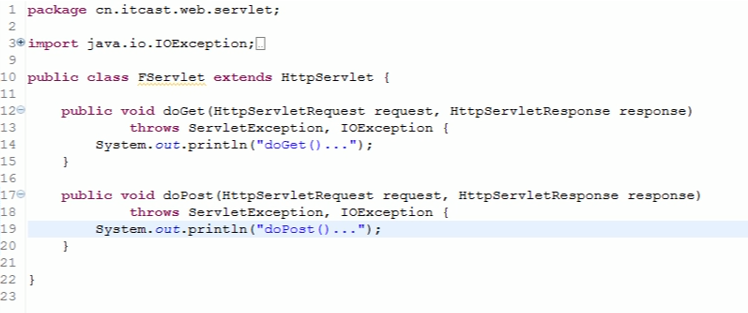 1 package cn.itcast.web.servlet;
2
3 import java.io.IOException;
9
10 public class FServlet extends HttpServlet {
11
12     public void doGet(HttpServletRequest request, HttpServletResponse response)
13             throws ServletException, IOException {
14         System.out.println("doGet()...");
15     }
16
17     public void doPost(HttpServletRequest request, HttpServletResponse response)
18             throws ServletException, IOException {
19         System.out.println("doPost()...");
20     }
21
22 }
23